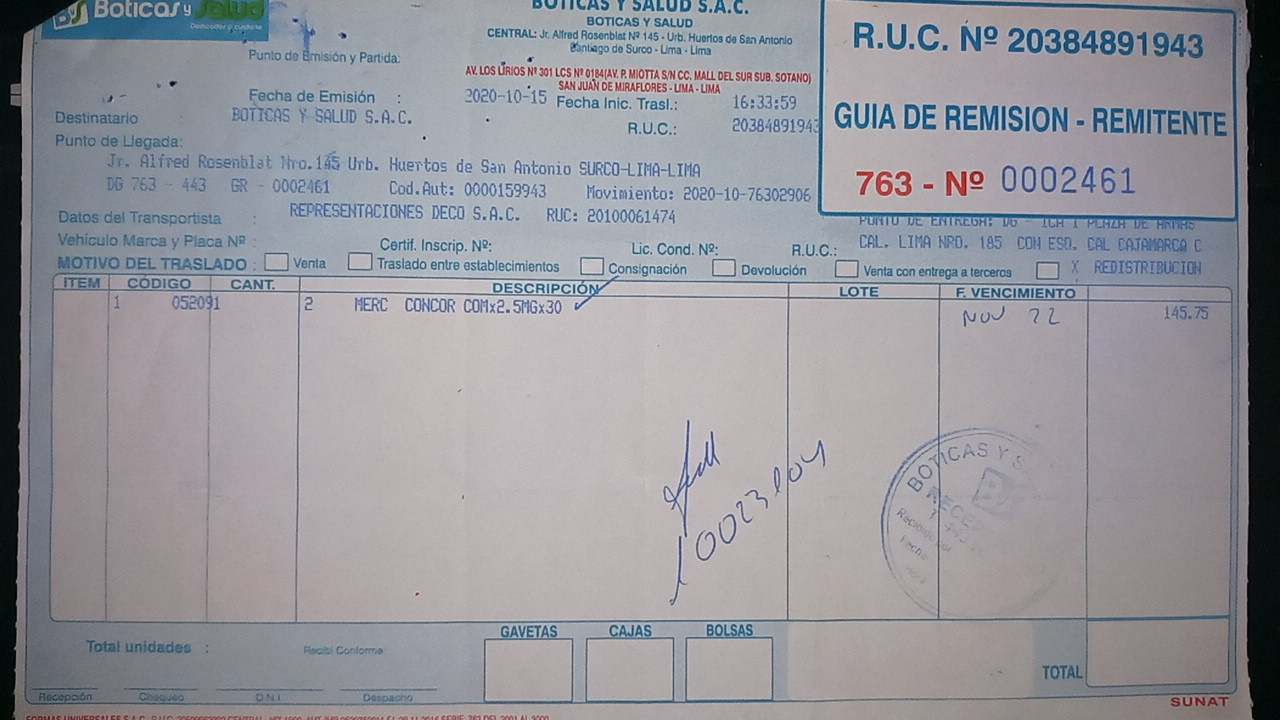 Boticas y Salud
Dedicados a cuidarte
BOTICAS Y SALUD S.A.C.
BOTICAS Y SALUD
CENTRAL: Jr. Alfred Rosenblat Nº 145 - Urb. Huertos de San Antonio
Santiago de Surco - Lima - Lima
Punto de Emisión y Partida:
AV. LOS LIRIOS Nº 301 LCS Nº 0184(AV. P. MIOTTA S/N CC. MALL DEL SUR SUB. SOTANO)
SAN JUAN DE MIRAFLORES - LIMA - LIMA
R.U.C. Nº 20384891943
GUIA DE REMISION - REMITENTE
763 - Nº 0002461
Fecha de Emisión : 2020-10-15 Fecha Inic. Trasl.: 16:33:59
Destinatario BOTICAS Y SALUD S.A.C. R.U.C.: 20384891943
Punto de Llegada:
Jr. Alfred Rosenblat Nro.145 Urb. Huertos de San Antonio SURCO-LIMA-LIMA
DG 763 - 443 GR - 0002461 Cod.Aut: 0000159943 Movimiento: 2020-10-76302906
Datos del Transportista : REPRESENTACIONES DECO S.A.C. RUC: 20100061474 PUNTO DE ENTREGA: DG - ICA 1 PLAZA DE ARMAS
Vehículo Marca y Placa Nº : Certif. Inscrip. Nº: Lic. Cond. Nº: R.U.C.: CAL. LIMA NRO. 185 CON ESQ. CAL CAJAMARCA C
MOTIVO DEL TRASLADO : Venta Traslado entre establecimientos Consignación Devolución Venta con entrega a terceros X REDISTRIBUCION
ITEM CÓDIGO CANT. DESCRIPCIÓN LOTE F. VENCIMIENTO
1 052091 2 MERC CONCOR COMx2.5MGx30 NOV 22 145.75
BOTICAS Y S
Fecha
GAVETAS CAJAS BOLSAS
Total unidades : Recibí Conforme
TOTAL
Recepción Chequeo D.N.I. Despacho
SUNAT